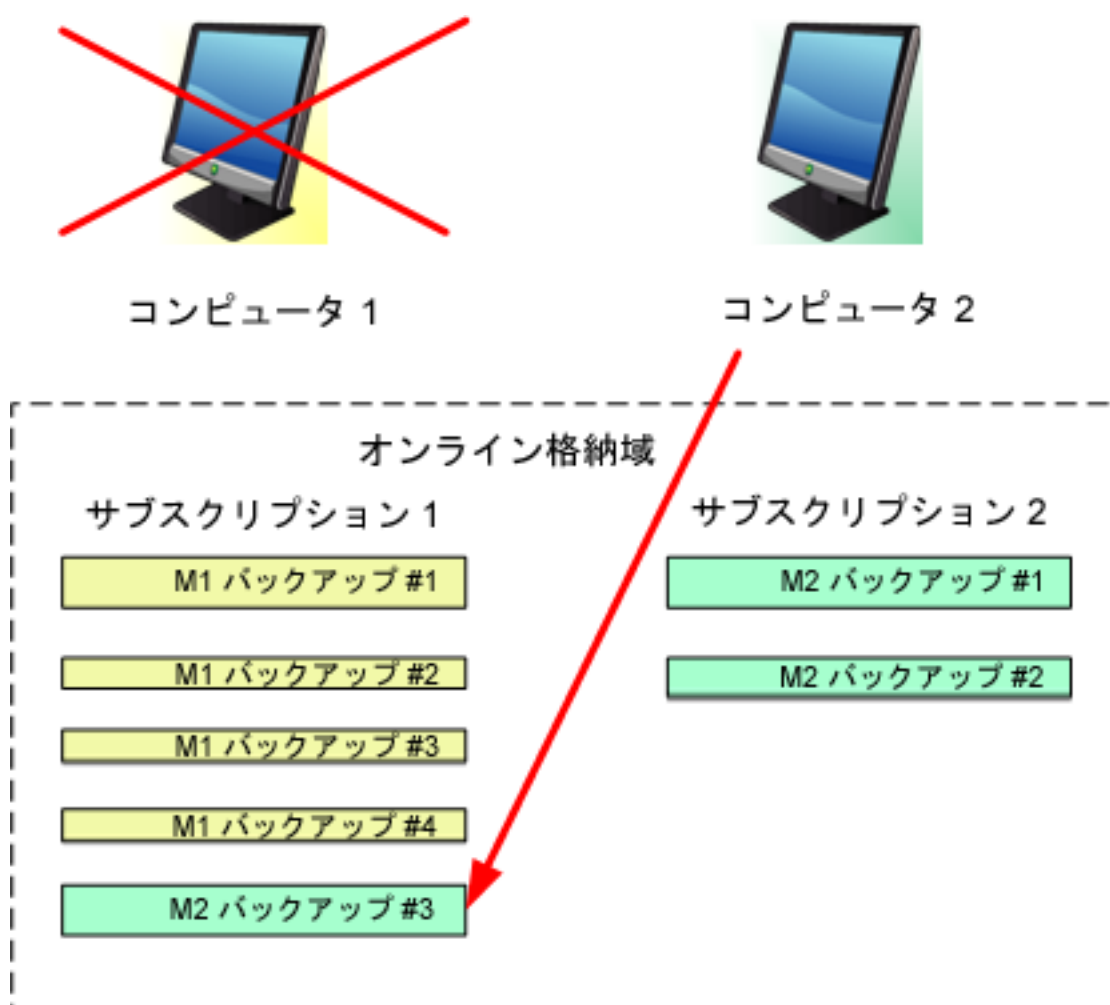 コンピュータ 1
コンピュータ 2
オンライン格納域
サブスクリプション 1
M1 バックアップ #1
M1 バックアップ #2
M1 バックアップ #3
M1 バックアップ #4
M2 バックアップ #3
サブスクリプション 2
M2 バックアップ #1
M2 バックアップ #2